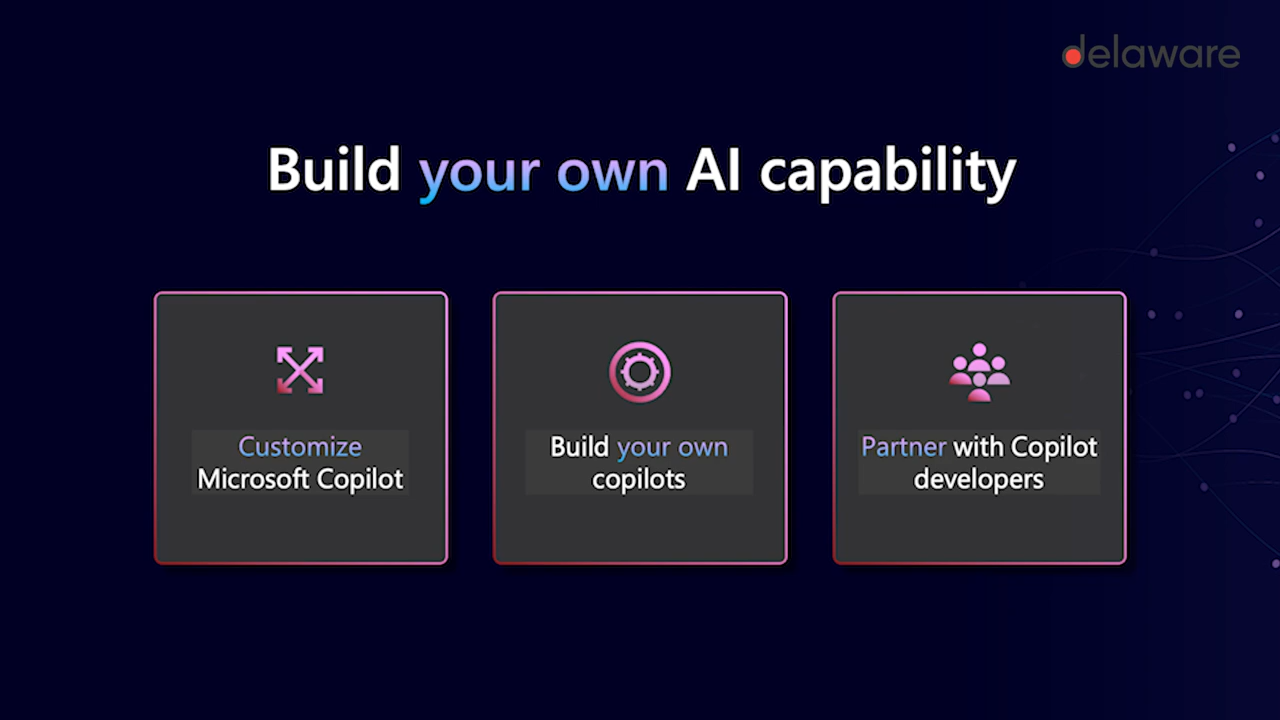 delaware
Build your own AI capability
Customize
Microsoft Copilot
Build your own
copilots
Partner with Copilot
developers